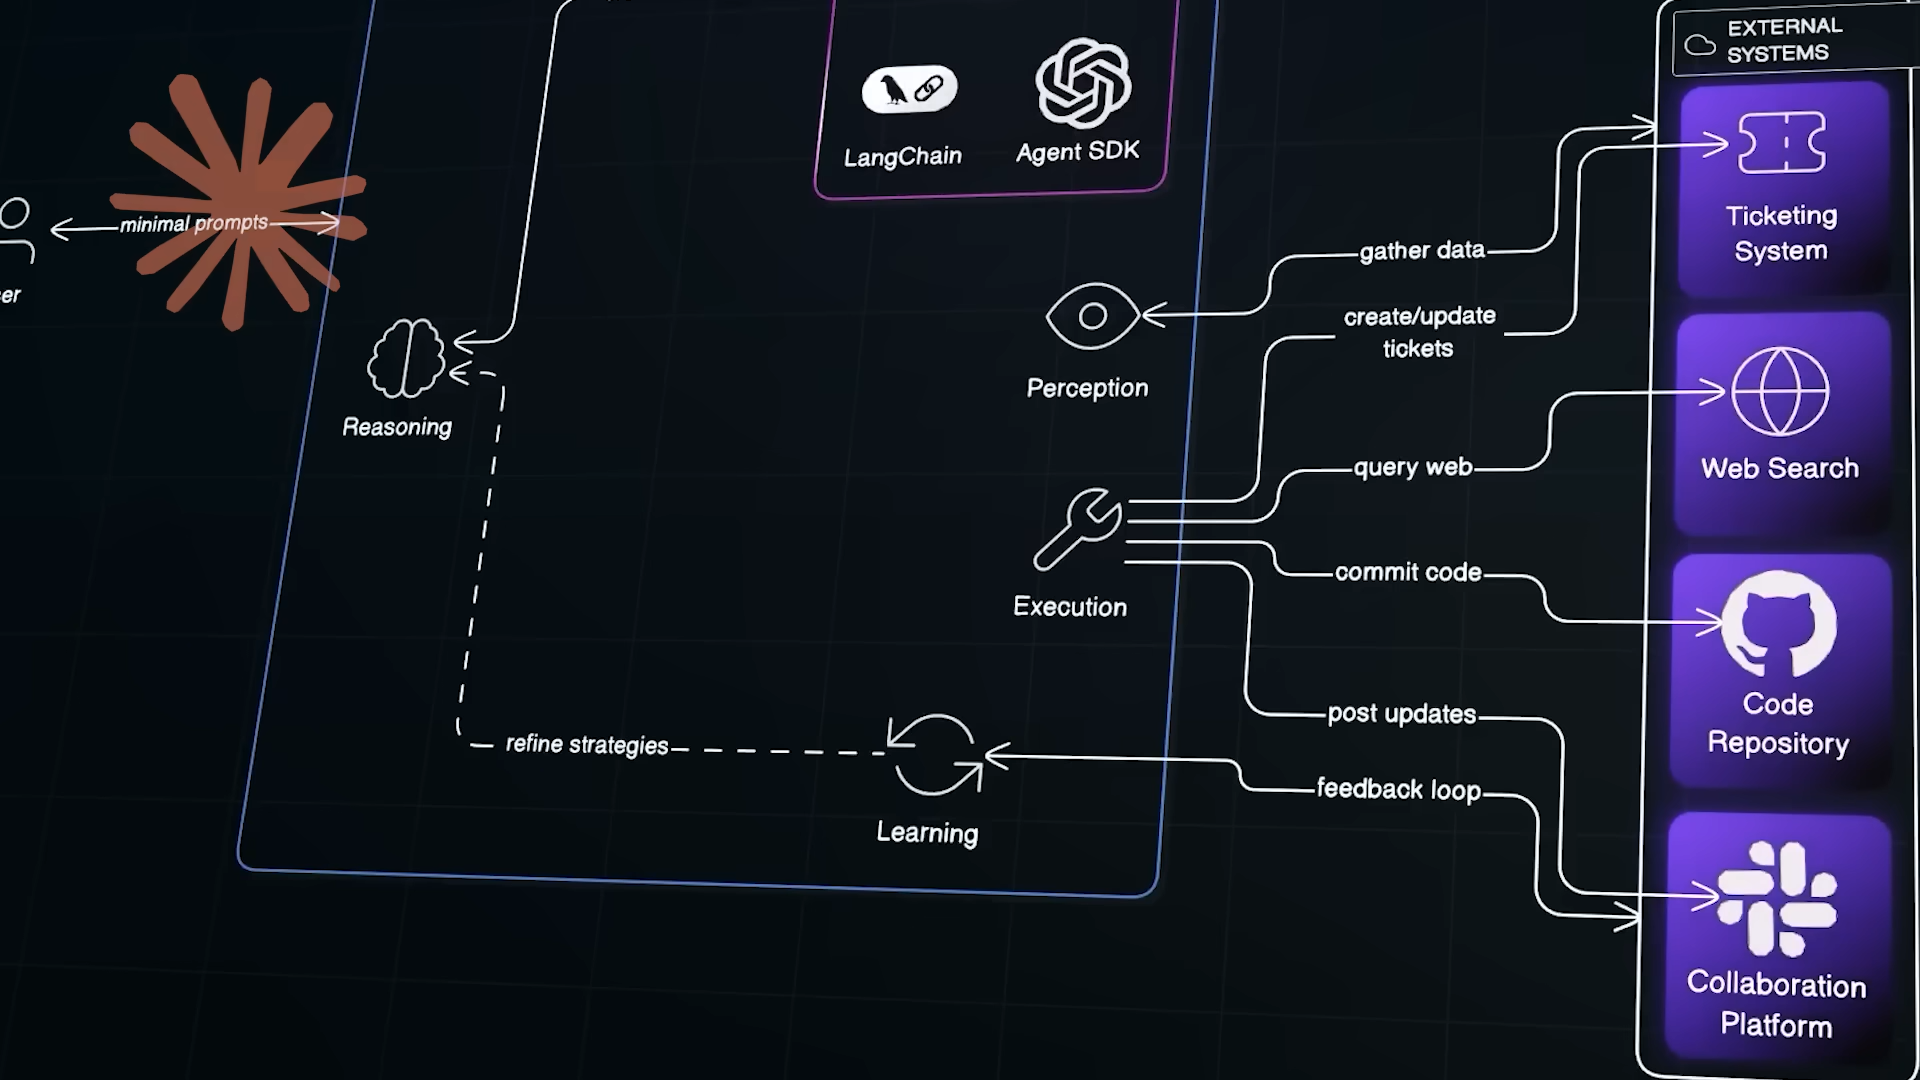 EXTERNAL
SYSTEMS
LangChain
Agent SDK
Ticketing
System
minimal prompts
er
gather data
create/update
tickets
Perception
Reasoning
query web
Web Search
commit code
Execution
Code
Repository
post updates
refine strategies
feedback loop
Learning
Collaboration
Platform